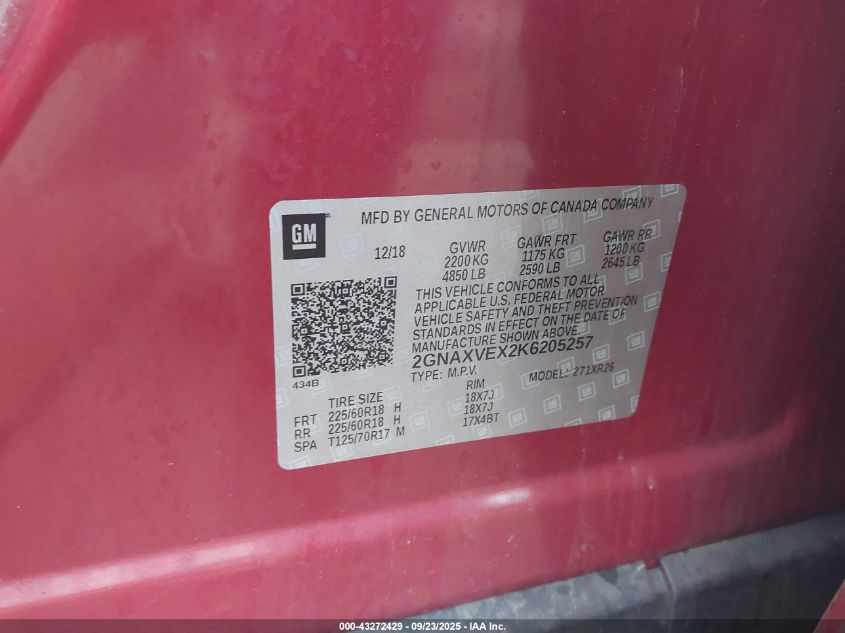 MFD BY GENERAL MOTORS OF CANADA COMPANY
GM
12/18 GVWR GAWR FRT GAWR RR
2200 KG 1175 KG 1200 KG
4850 LB 2590 LB 2645 LB
THIS VEHICLE CONFORMS TO ALL
APPLICABLE U.S. FEDERAL MOTOR
VEHICLE SAFETY AND THEFT PREVENTION
STANDARDS IN EFFECT ON THE DATE OF
MANUFACTURE SHOWN ABOVE.
2GNAXVEX2K6205257
434B
TYPE: M.P.V. MODEL: 271XR26
TIRE SIZE RIM
FRT 225/60R18 H 18X7J
RR 225/60R18 H 18X7J
SPA T125/70R17 M 17X4BT
000-43272429 - 09/23/2025 - IAA Inc.